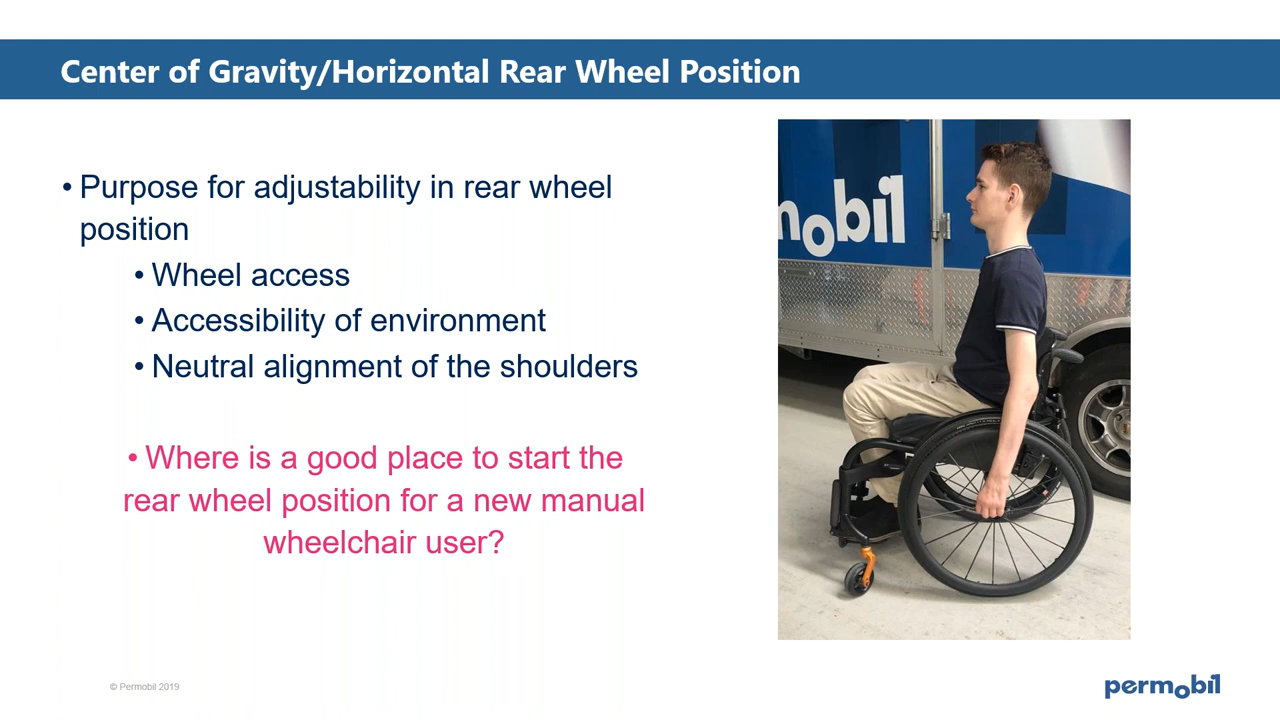 Center of Gravity/Horizontal Rear Wheel Position
• Purpose for adjustability in rear wheel
position
• Wheel access
• Accessibility of environment
• Neutral alignment of the shoulders
• Where is a good place to start the
rear wheel position for a new manual
wheelchair user?
mobil
© Permobil 2019
permobil